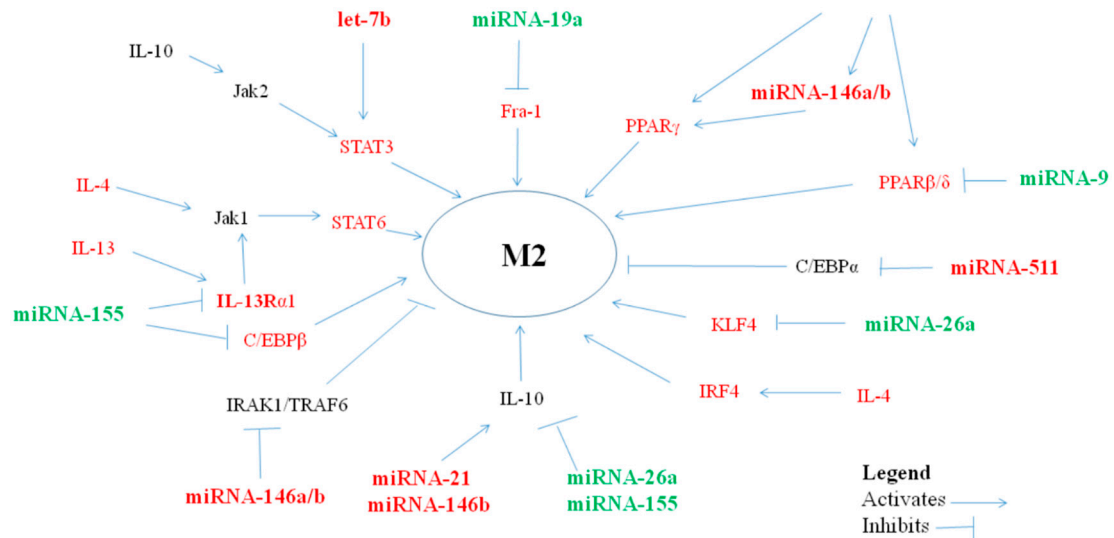 let-7b
miRNA-19a
IL-10
Jak2
miRNA-146a/b
Fra-1
PPARγ
STAT3
IL-4
PPARβ/δ
miRNA-9
Jak1
STAT6
IL-13
M2
C/EBPα
miRNA-511
IL-13Rα1
miRNA-155
C/EBPβ
KLF4
miRNA-26a
IRAK1/TRAF6
IL-10
IRF4
IL-4
miRNA-21
miRNA-146b
miRNA-26a
miRNA-155
miRNA-146a/b
Legend
Activates
Inhibits